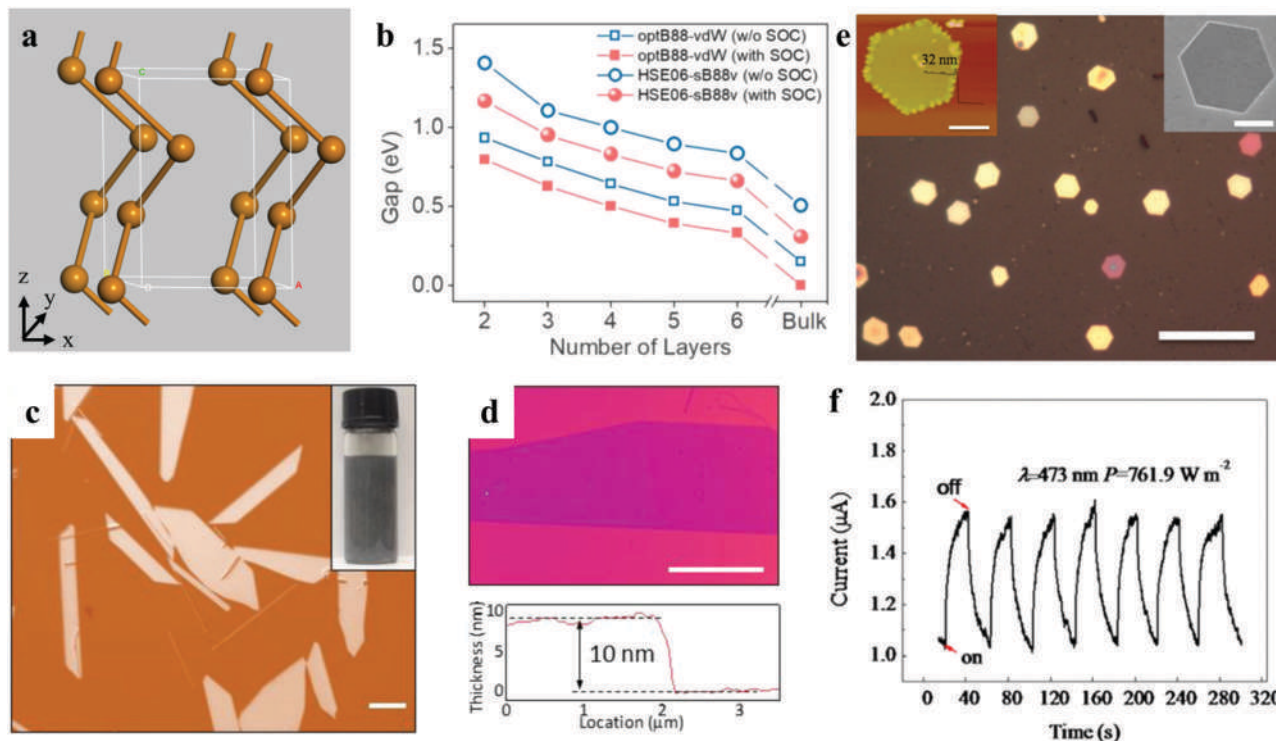 a
C
A
z
y
x
b
optB88-vdW (w/o SOC)
optB88-vdW (with SOC)
HSE06-sB88v (w/o SOC)
HSE06-sB88v (with SOC)
1.5
1.0
0.5
0.0
Gap (eV)
2 3 4 5 6 Bulk
Number of Layers
e
32 nm
c
d
10
5
0
Thickness (nm)
10 nm
0 1 2 3
Location (μm)
f
2.0
1.8
1.6
1.4
1.2
1.0
Current (μA)
λ=473 nm P=761.9 W m⁻²
off
on
0 40 80 120 160 200 240 280 320
Time (s)